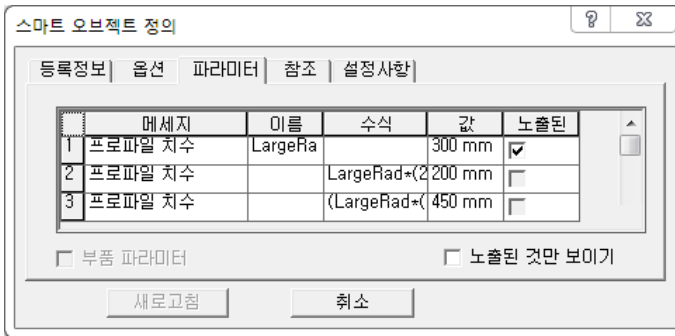 스마트 오브젝트 정의
등록정보 옵션 파라미터 참조 설정사항
메세지 이름 수식 값 노출된
1 프로파일 치수 LargeRa 300 mm
2 프로파일 치수 LargeRad*(2 200 mm
3 프로파일 치수 (LargeRad*( 450 mm
부품 파라미터 노출된 것만 보이기
새로고침 취소